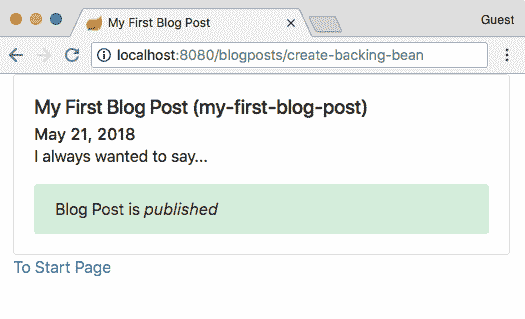 My First Blog Post
Guest
localhost:8080/blogposts/create-backing-bean
My First Blog Post (my-first-blog-post)
May 21, 2018
I always wanted to say...
Blog Post is published
To Start Page